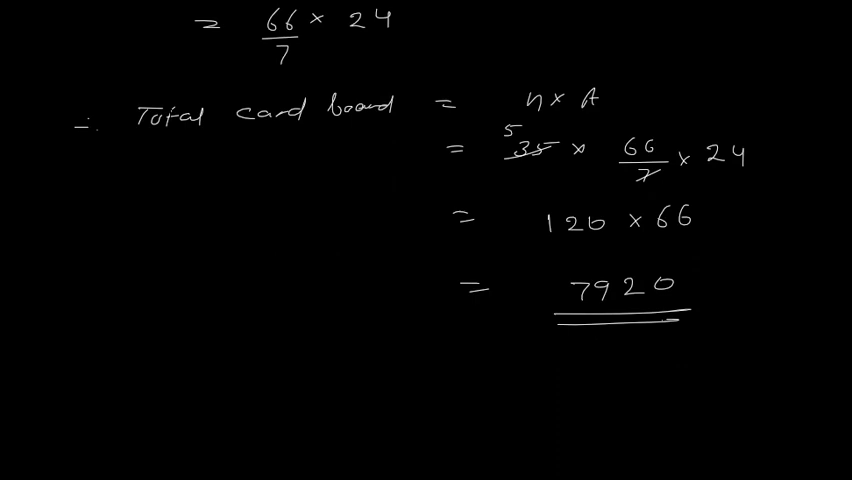 = 66/7 × 24
∴ Total card board = n × A
= 5 35 × 66/7 × 24
= 120 × 66
= 7920